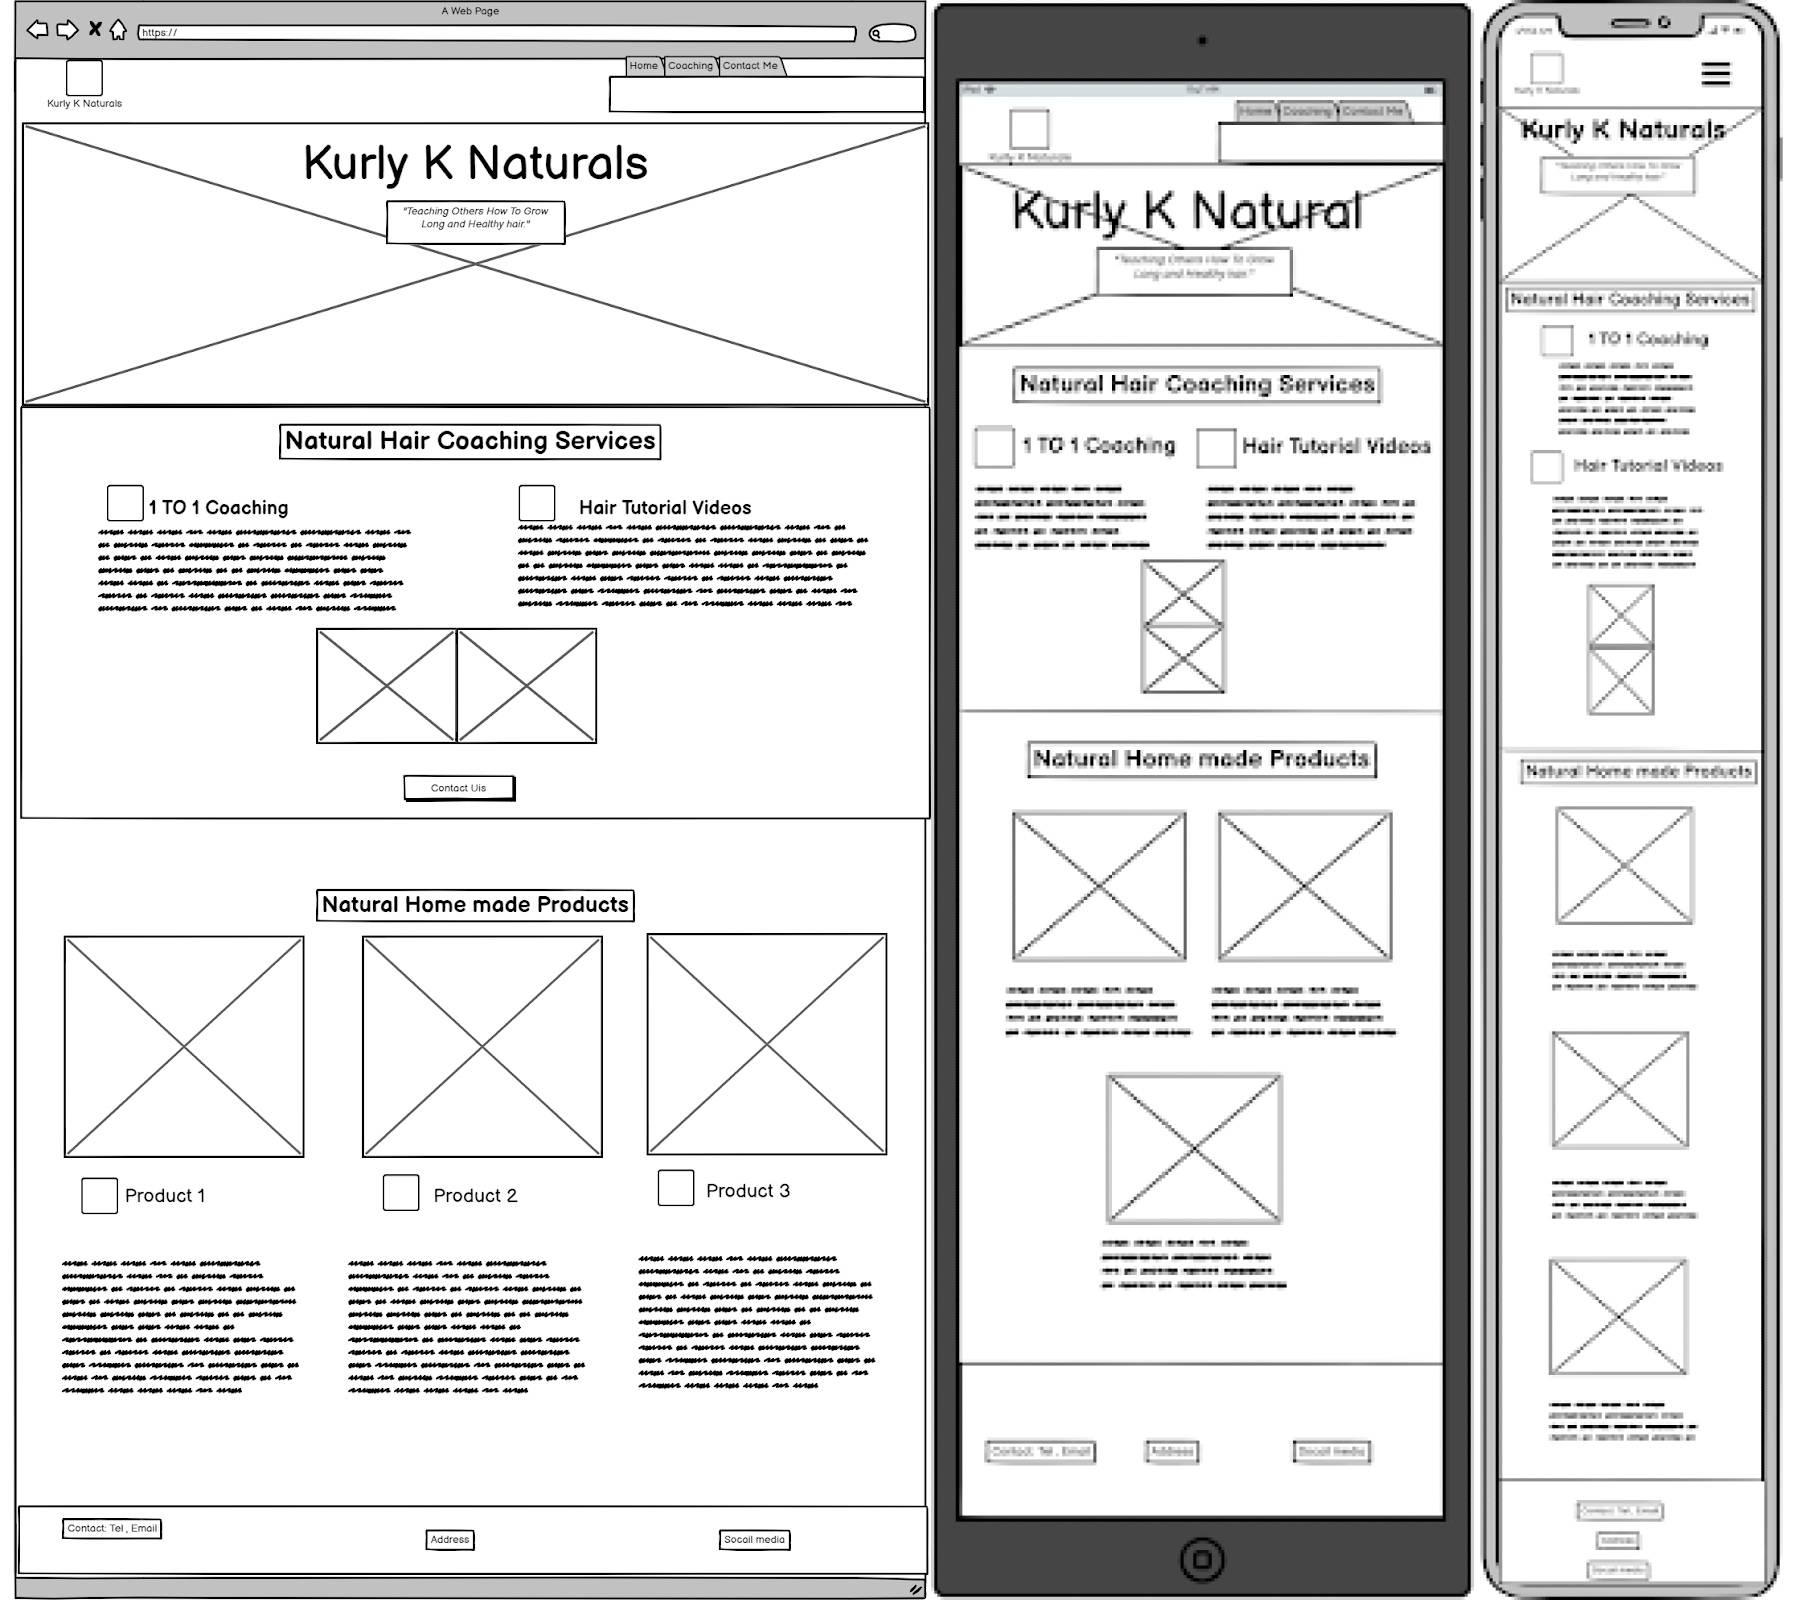 A Web Page
https://
Home
Coaching
Contact Me
Kurly K Naturals
Kurly K Naturals
"Teaching Others How To Grow
Long and Healthy hair."
Natural Hair Coaching Services
1 TO 1 Coaching
Hair Tutorial Videos
Contact Uis
Natural Home made Products
Product 1
Product 2
Product 3
Contact: Tel , Email
Address
Socail media
Home
Coaching
Contact Me
Kurly K Naturals
Kurly K Natural
"Teaching Others How To Grow
Long and Healthy hair."
Natural Hair Coaching Services
1 TO 1 Coaching
Hair Tutorial Videos
Natural Home made Products
Contact: Tel , Email
Address
Socail media
Kurly K Naturals
Kurly K Naturals
"Teaching Others How To Grow
Long and Healthy hair."
Natural Hair Coaching Services
1 TO 1 Coaching
Hair Tutorial Videos
Natural Home made Products
Contact: Tel , Email
Address
Socail media